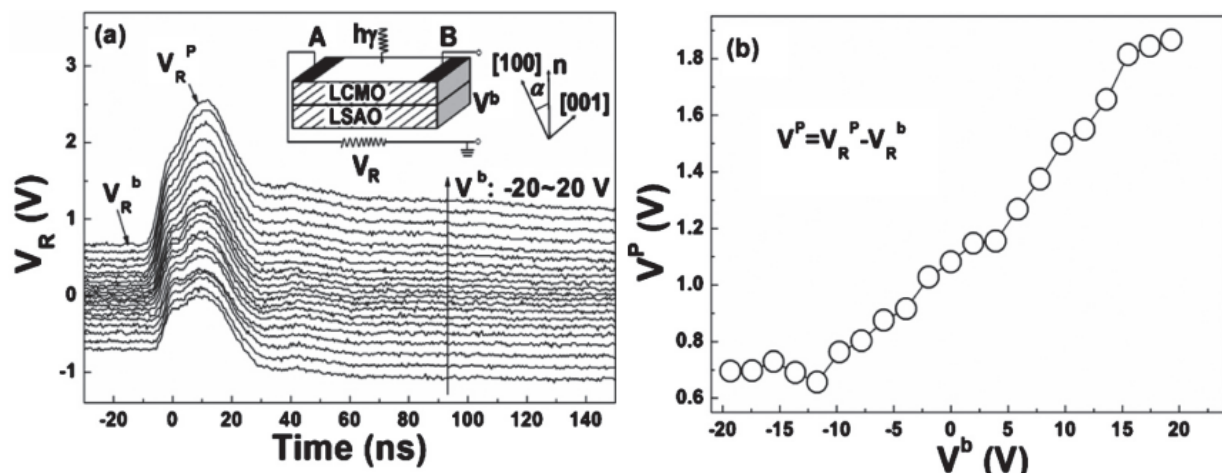 (a)
A
hγ
B
V_R^P
[100]
n
α
[001]
LCMO
LSAO
V^b
V_R
V_R^b
V^b: -20~20 V
3
2
1
0
-1
V_R (V)
-20 0 20 40 60 80 100 120 140
Time (ns)
(b)
V^P=V_R^P-V_R^b
1.8
1.6
1.4
1.2
1.0
0.8
0.6
V^P (V)
-20 -15 -10 -5 0 5 10 15 20
V^b (V)